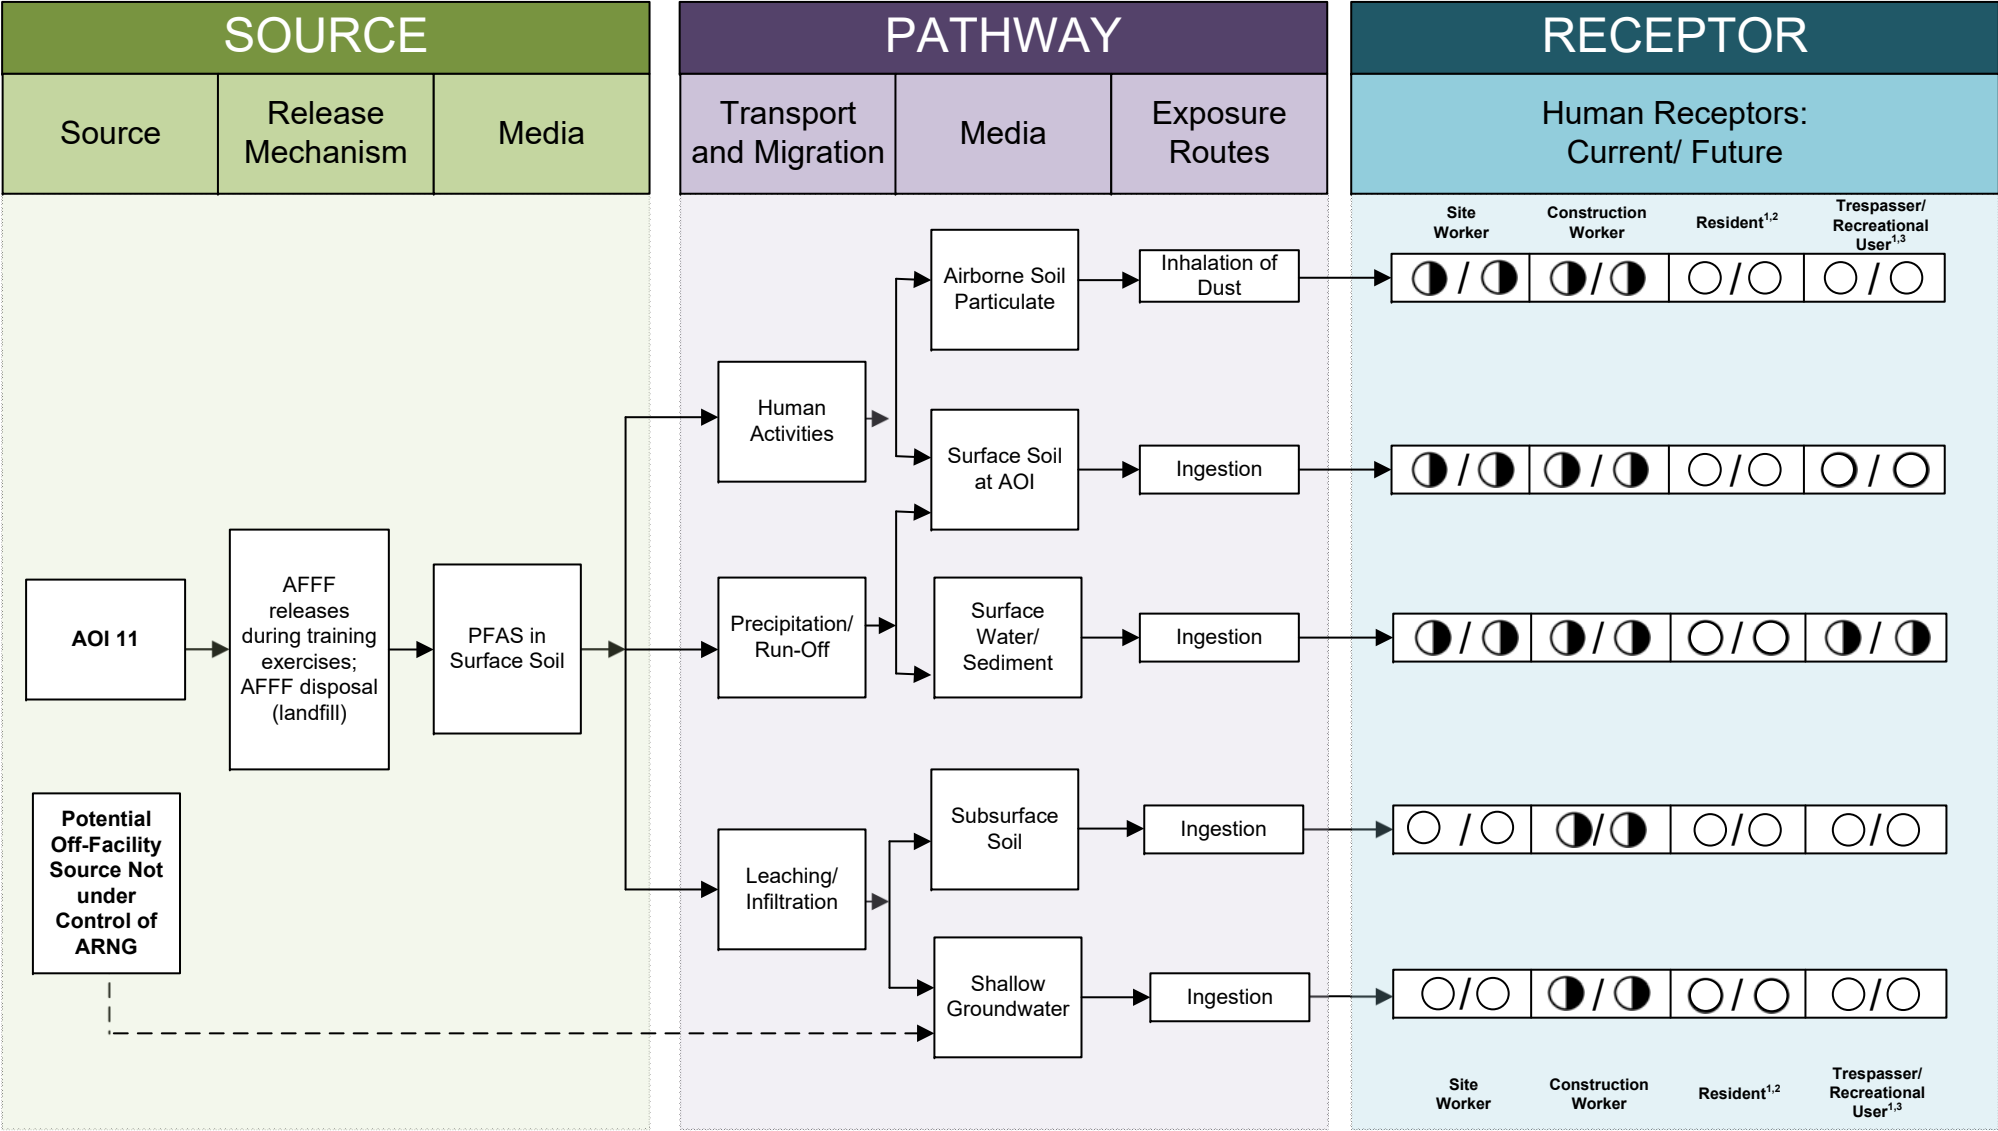 SOURCE
PATHWAY
RECEPTOR
Source
Release
Mechanism
Media
Transport
and Migration
Media
Exposure
Routes
Human Receptors:
Current/ Future
Site
Worker
Construction
Worker
Resident1,2
Trespasser/
Recreational
User1,3
Airborne Soil
Particulate
Inhalation of
Dust
/
/
/
/
Human
Activities
Surface Soil
at AOI
Ingestion
/
/
/
/
AOI 11
AFFF
releases
during training
exercises;
AFFF disposal
(landfill)
PFAS in
Surface Soil
Precipitation/
Run-Off
Surface
Water/
Sediment
Ingestion
/
/
/
/
Potential
Off-Facility
Source Not
under
Control of
ARNG
Leaching/
Infiltration
Subsurface
Soil
Ingestion
/
/
/
/
Shallow
Groundwater
Ingestion
/
/
/
/
Site
Worker
Construction
Worker
Resident1,2
Trespasser/
Recreational
User1,3